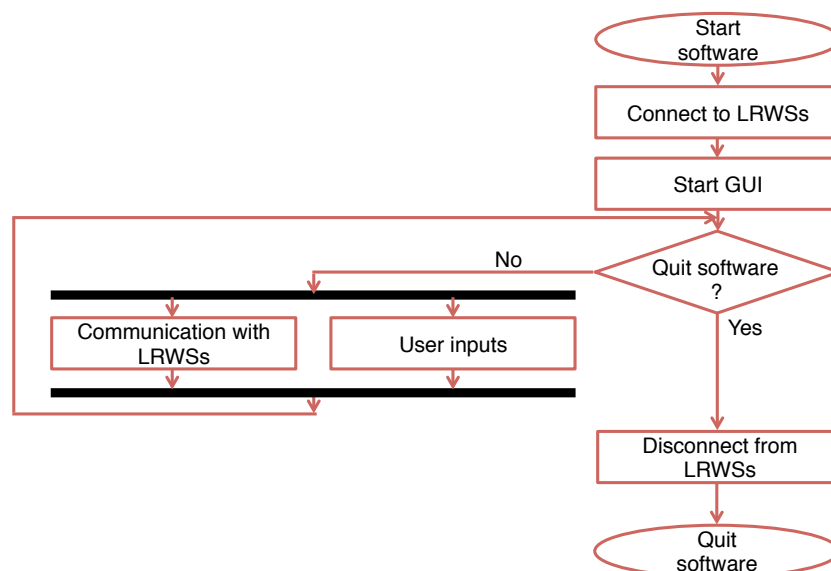 Start
software
Connect to LRWSs
Start GUI
No
Quit software
?
Yes
Communication with
LRWSs
User inputs
Disconnect from
LRWSs
Quit
software